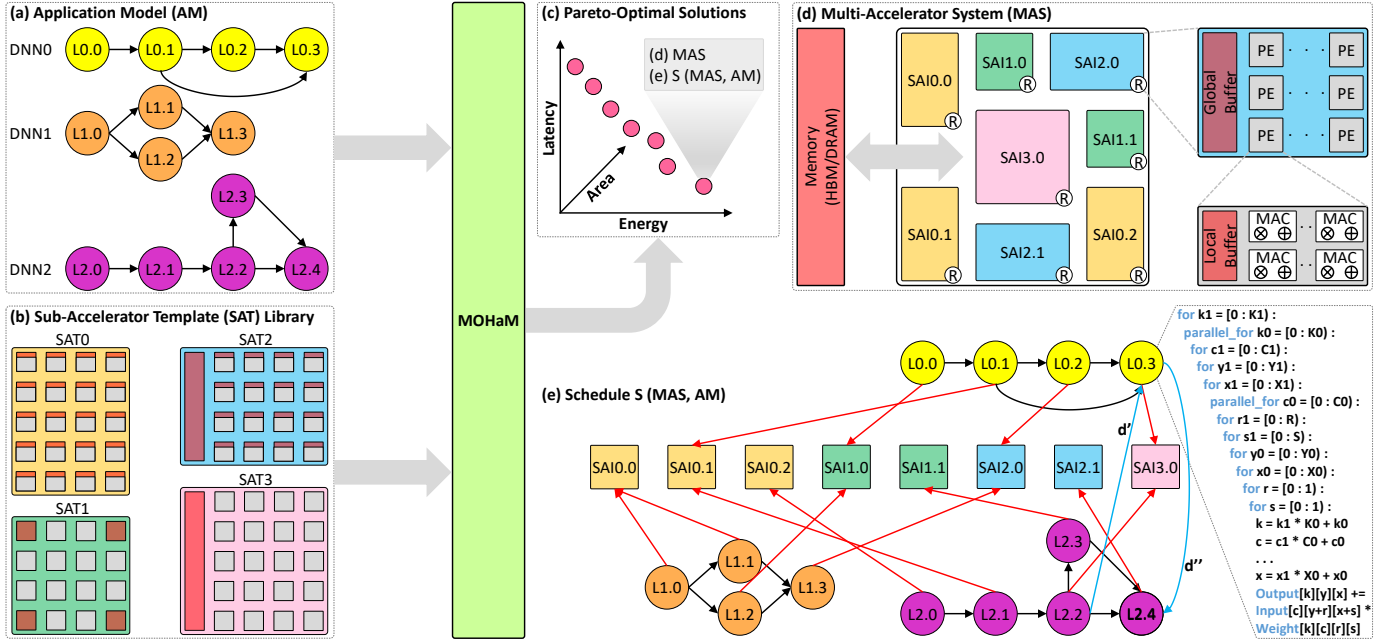 (a) Application Model (AM)
DNN0
L0.0
L0.1
L0.2
L0.3
DNN1
L1.0
L1.1
L1.2
L1.3
DNN2
L2.0
L2.1
L2.2
L2.3
L2.4
(b) Sub-Accelerator Template (SAT) Library
SAT0
SAT2
SAT1
SAT3
MOHaM
(c) Pareto-Optimal Solutions
(d) MAS
(e) S (MAS, AM)
Latency
Area
Energy
(d) Multi-Accelerator System (MAS)
Memory
(HBM/DRAM)
SAI0.0
R
SAI1.0
R
SAI2.0
R
SAI3.0
R
SAI1.1
R
SAI0.1
R
SAI2.1
R
SAI0.2
R
Global
Buffer
PE . . . PE
PE . . . PE
PE . . . PE
Local
Buffer
MAC . . MAC
⊗ ⊕ ⊗ ⊕
MAC . . MAC
⊗ ⊕ ⊗ ⊕
(e) Schedule S (MAS, AM)
L0.0
L0.1
L0.2
L0.3
SAI0.0
SAI0.1
SAI0.2
SAI1.0
SAI1.1
SAI2.0
SAI2.1
SAI3.0
d'
d''
L1.0
L1.1
L1.2
L1.3
L2.0
L2.1
L2.2
L2.3
L2.4
for k1 = [0 : K1) :
parallel_for k0 = [0 : K0) :
for c1 = [0 : C1) :
for y1 = [0 : Y1) :
for x1 = [0 : X1) :
parallel_for c0 = [0 : C0) :
for r1 = [0 : R) :
for s1 = [0 : S) :
for y0 = [0 : Y0) :
for x0 = [0 : X0) :
for r = [0 : 1) :
for s = [0 : 1) :
k = k1 * K0 + k0
c = c1 * C0 + c0
. . .
x = x1 * X0 + x0
Output[k][y][x] +=
Input[c][y+r][x+s] *
Weight[k][c][r][s]